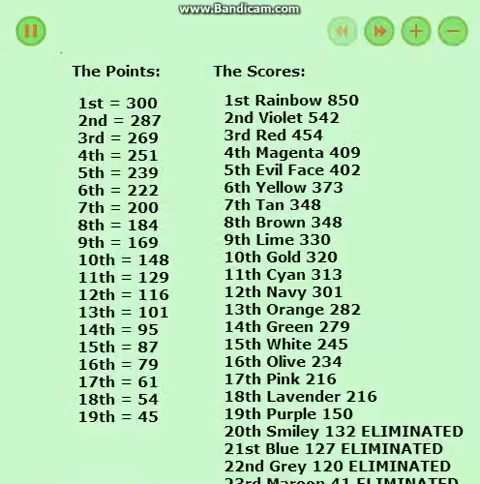 www.Bandicam.com
The Points:
1st = 300
2nd = 287
3rd = 269
4th = 251
5th = 239
6th = 222
7th = 200
8th = 184
9th = 169
10th = 148
11th = 129
12th = 116
13th = 101
14th = 95
15th = 87
16th = 79
17th = 61
18th = 54
19th = 45
The Scores:
1st Rainbow 850
2nd Violet 542
3rd Red 454
4th Magenta 409
5th Evil Face 402
6th Yellow 373
7th Tan 348
8th Brown 348
9th Lime 330
10th Gold 320
11th Cyan 313
12th Navy 301
13th Orange 282
14th Green 279
15th White 245
16th Olive 234
17th Pink 216
18th Lavender 216
19th Purple 150
20th Smiley 132 ELIMINATED
21st Blue 127 ELIMINATED
22nd Grey 120 ELIMINATED
23rd Maroon 41 ELIMINATED